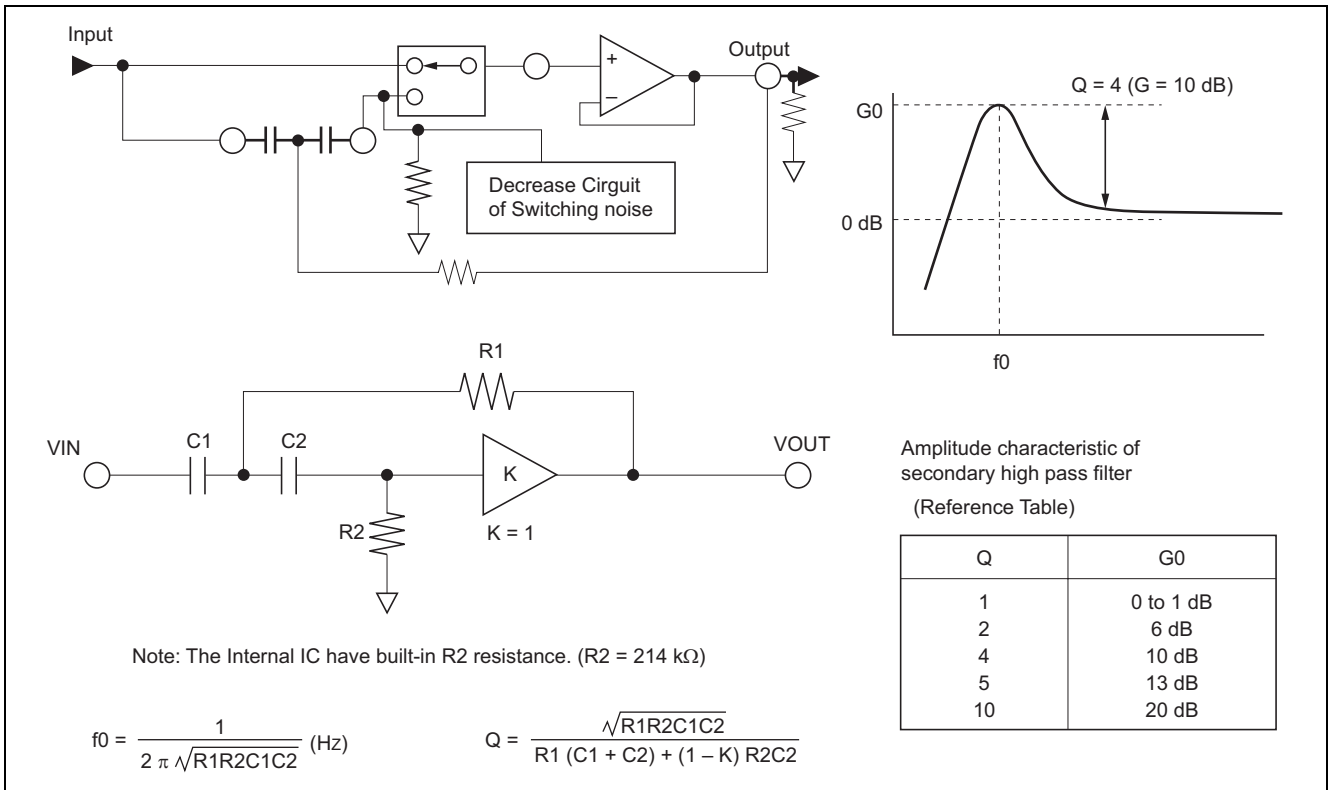 Input
Output
+
−
Decrease Cirguit
of Switching noise
Q = 4 (G = 10 dB)
G0
0 dB
f0
R1
VIN
C1
C2
K
VOUT
R2
K = 1
Amplitude characteristic of
secondary high pass filter
(Reference Table)
Q G0
1 0 to 1 dB
2 6 dB
4 10 dB
5 13 dB
10 20 dB
Note: The Internal IC have built-in R2 resistance. (R2 = 214 kΩ)
f0 = 1 / (2 π √R1R2C1C2) (Hz)
Q = √R1R2C1C2 / (R1 (C1 + C2) + (1 – K) R2C2)